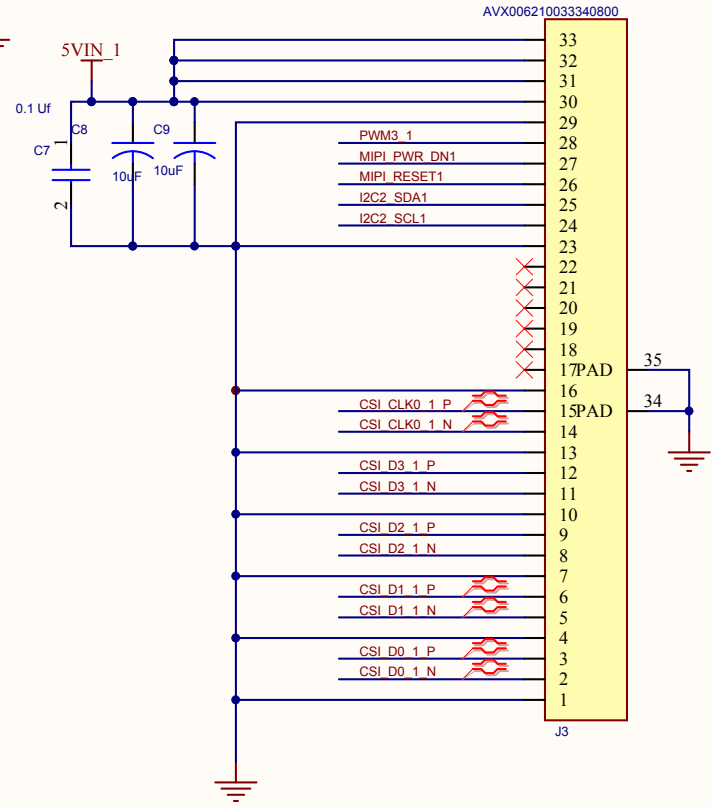 AVX006210033340800
5VIN_1
33
32
31
30
0.1 Uf
29
C8
C9
PWM3_1
28
1
C7
MIPI_PWR_DN1
27
10uF
10uF
MIPI_RESET1
26
I2C2_SDA1
25
2
I2C2_SCL1
24
23
22
21
20
19
18
17PAD
35
16
CSI_CLK0_1_P
15PAD
34
CSI_CLK0_1_N
14
13
CSI_D3_1_P
12
CSI_D3_1_N
11
10
CSI_D2_1_P
9
CSI_D2_1_N
8
7
CSI_D1_1_P
6
CSI_D1_1_N
5
4
CSI_D0_1_P
3
CSI_D0_1_N
2
1
J3